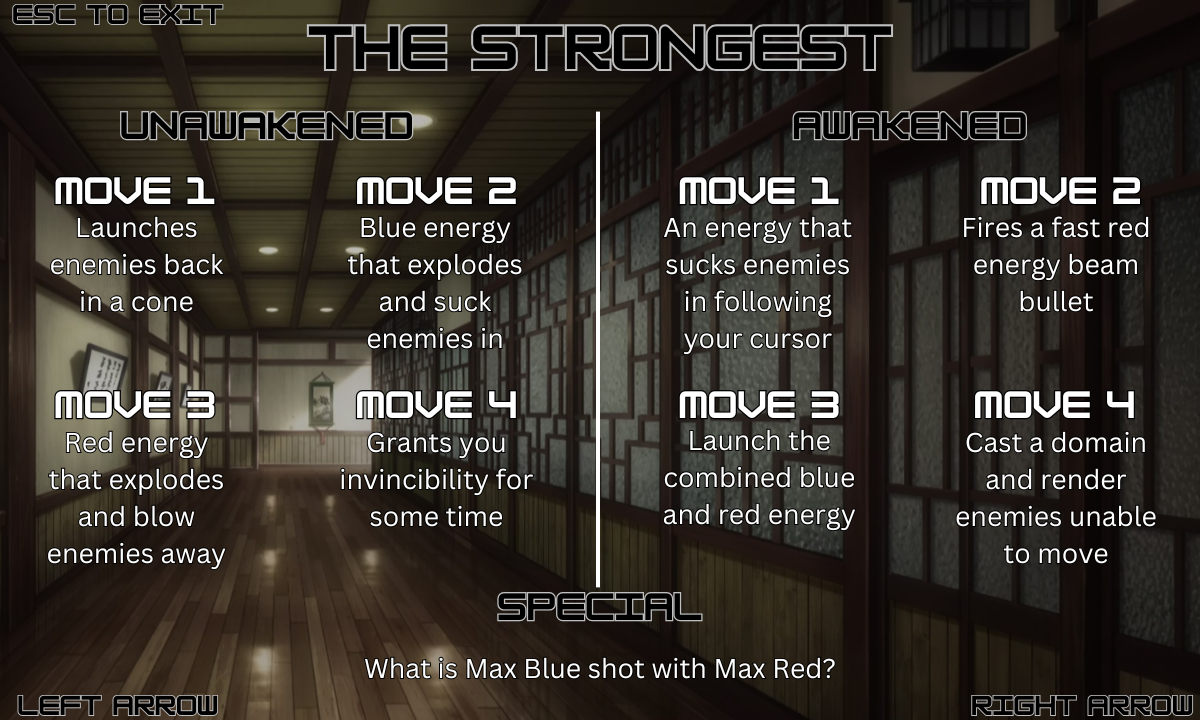 ESC TO EXIT
THE STRONGEST
UNAWAKENED
MOVE 1
Launches
enemies back
in a cone
MOVE 2
Blue energy
that explodes
and suck
enemies in
MOVE 3
Red energy
that explodes
and blow
enemies away
MOVE 4
Grants you
invincibility for
some time
AWAKENED
MOVE 1
An energy that
sucks enemies
in following
your cursor
MOVE 2
Fires a fast red
energy beam
bullet
MOVE 3
Launch the
combined blue
and red energy
MOVE 4
Cast a domain
and render
enemies unable
to move
SPECIAL
What is Max Blue shot with Max Red?
LEFT ARROW
RIGHT ARROW